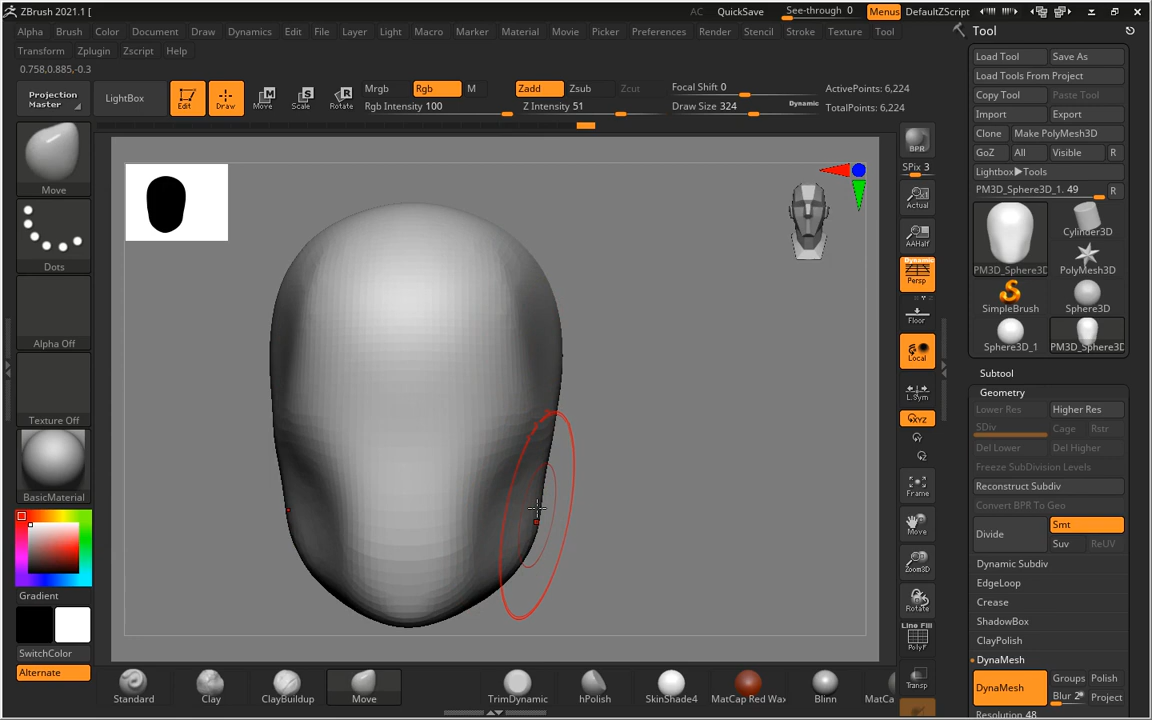 ZBrush 2021.1 [
AC QuickSave See-through 0 Menus DefaultZScript
Alpha Brush Color Document Draw Dynamics Edit File Layer Light Macro Marker Material Movie Picker Preferences Render Stencil Stroke Texture Tool
Transform Zplugin Zscript Help
0.758,0.885,-0.3
Projection Master
LightBox
Edit Draw Move Scale Rotate
Mrgb Rgb M
Rgb Intensity 100
Zadd Zsub Zcut
Z Intensity 51
Focal Shift 0
Draw Size 324 Dynamic
ActivePoints: 6,224
TotalPoints: 6,224
Move
Dots
Alpha Off
Texture Off
BasicMaterial
Gradient
SwitchColor
Alternate
BPR
SPix 3
Actual
AAHalf
Dynamic
Persp
Floor
Local
L.Sym
XYZ
Frame
Move
Zoom3D
Rotate
Line Fill
PolyF
Transp
Standard Clay ClayBuildup Move TrimDynamic hPolish SkinShade4 MatCap Red Wax Blinn MatCa
Tool
Load Tool Save As
Load Tools From Project
Copy Tool Paste Tool
Import Export
Clone Make PolyMesh3D
GoZ All Visible R
Lightbox▶Tools
PM3D_Sphere3D_1. 49 R
PM3D_Sphere3D Cylinder3D
PolyMesh3D
SimpleBrush Sphere3D
Sphere3D_1 PM3D_Sphere3D
Subtool
Geometry
Lower Res Higher Res
SDiv Cage Rstr
Del Lower Del Higher
Freeze SubDivision Levels
Reconstruct Subdiv
Convert BPR To Geo
Divide Smt
Suv ReUV
Dynamic Subdiv
EdgeLoop
Crease
ShadowBox
ClayPolish
DynaMesh
DynaMesh Groups Polish
Blur 2 Project
Resolution 48